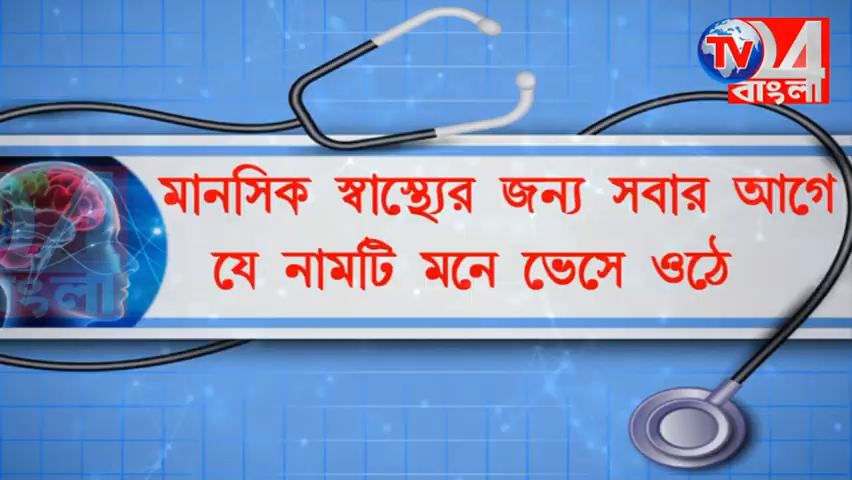 TV 24
বাংলা
মানসিক স্বাস্থ্যের জন্য সবার আগে
যে নামটি মনে ভেসে ওঠে
বাংলা